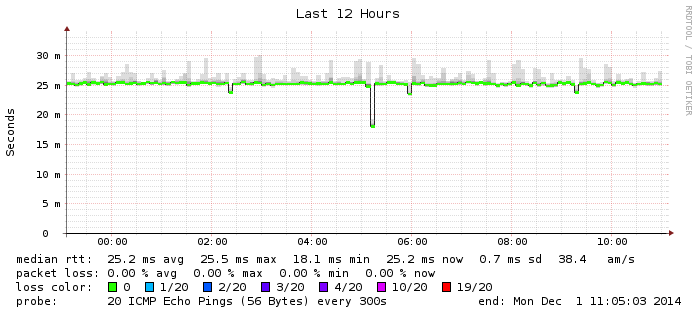 Last 12 Hours
RRDTOOL / TOBI OETIKER
Seconds
30 m
25 m
20 m
15 m
10 m
5 m
0
00:00 02:00 04:00 06:00 08:00 10:00
median rtt: 25.2 ms avg 25.5 ms max 18.1 ms min 25.2 ms now 0.7 ms sd 38.4 am/s
packet loss: 0.00 % avg 0.00 % max 0.00 % min 0.00 % now
loss color: 0 1/20 2/20 3/20 4/20 10/20 19/20
probe: 20 ICMP Echo Pings (56 Bytes) every 300s end: Mon Dec 1 11:05:03 2014